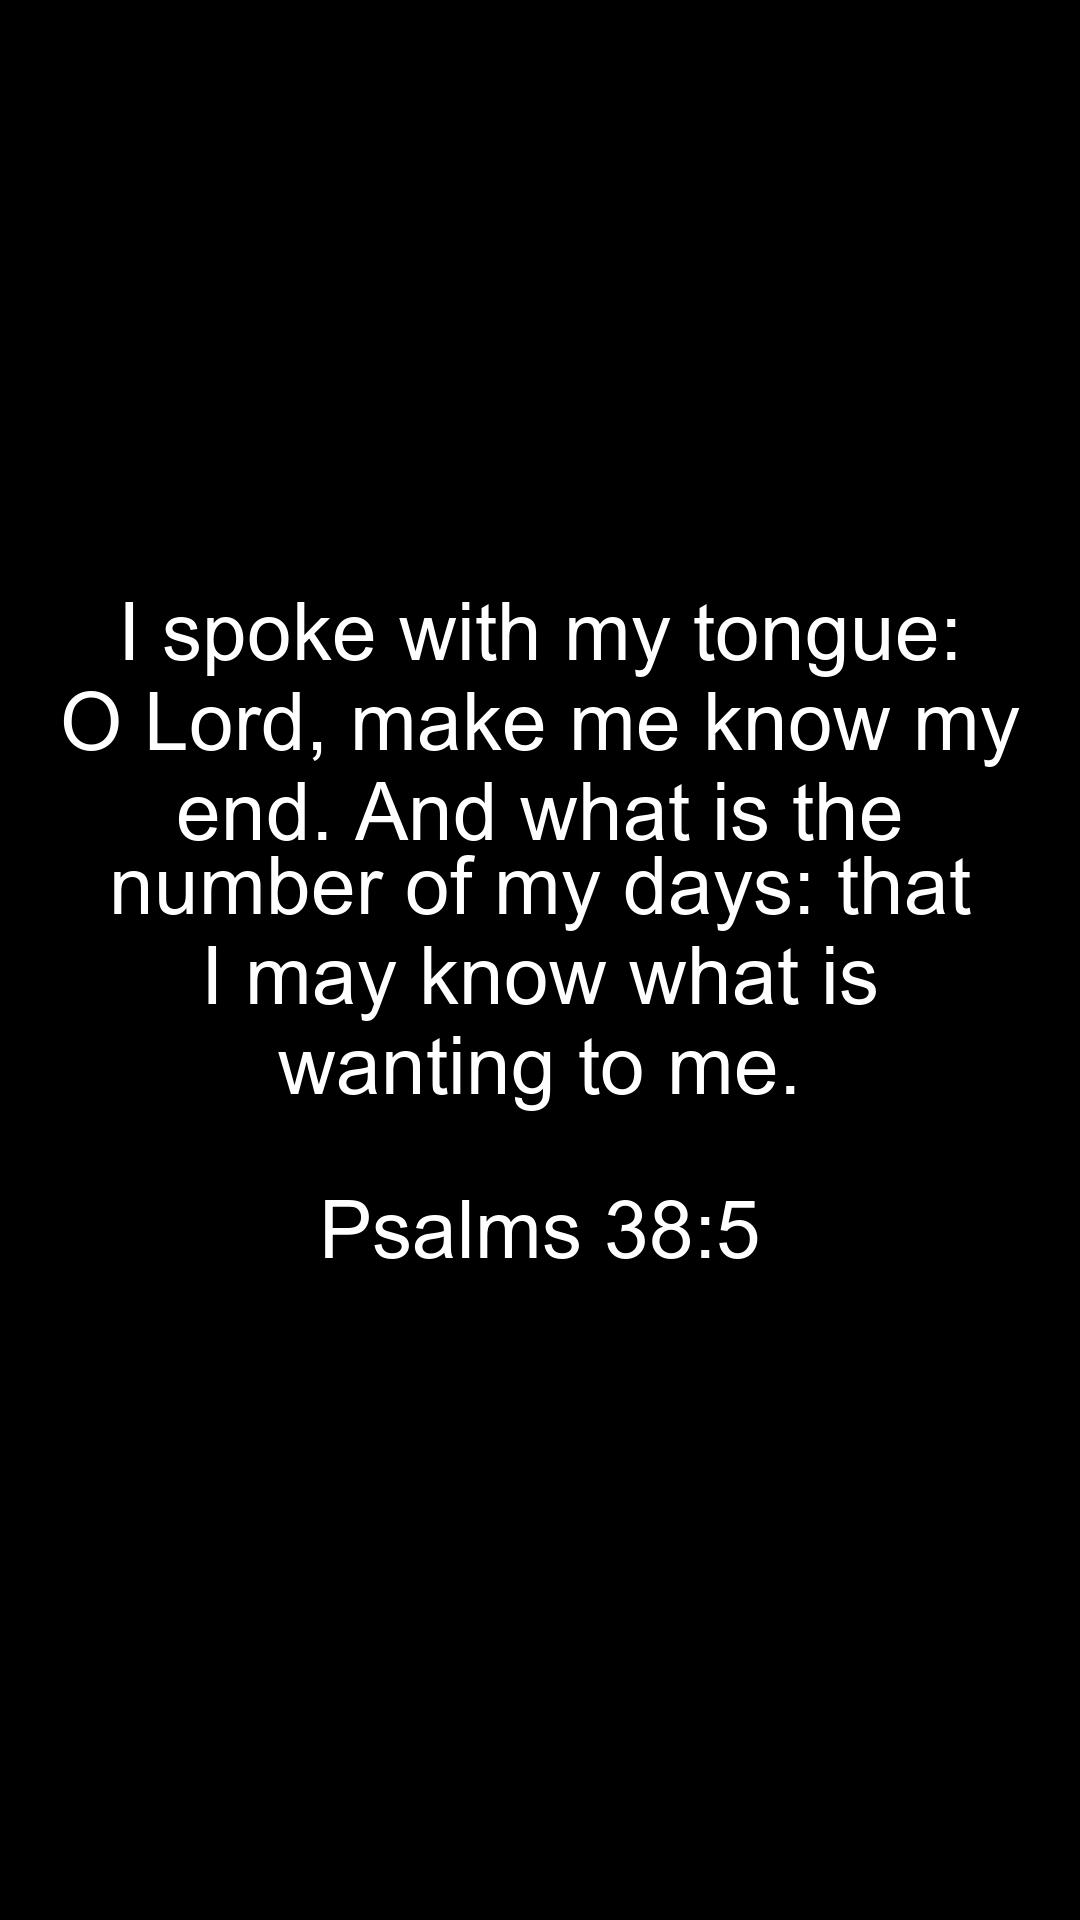 I spoke with my tongue:
O Lord, make me know my
end. And what is the
number of my days: that
I may know what is
wanting to me.
Psalms 38:5